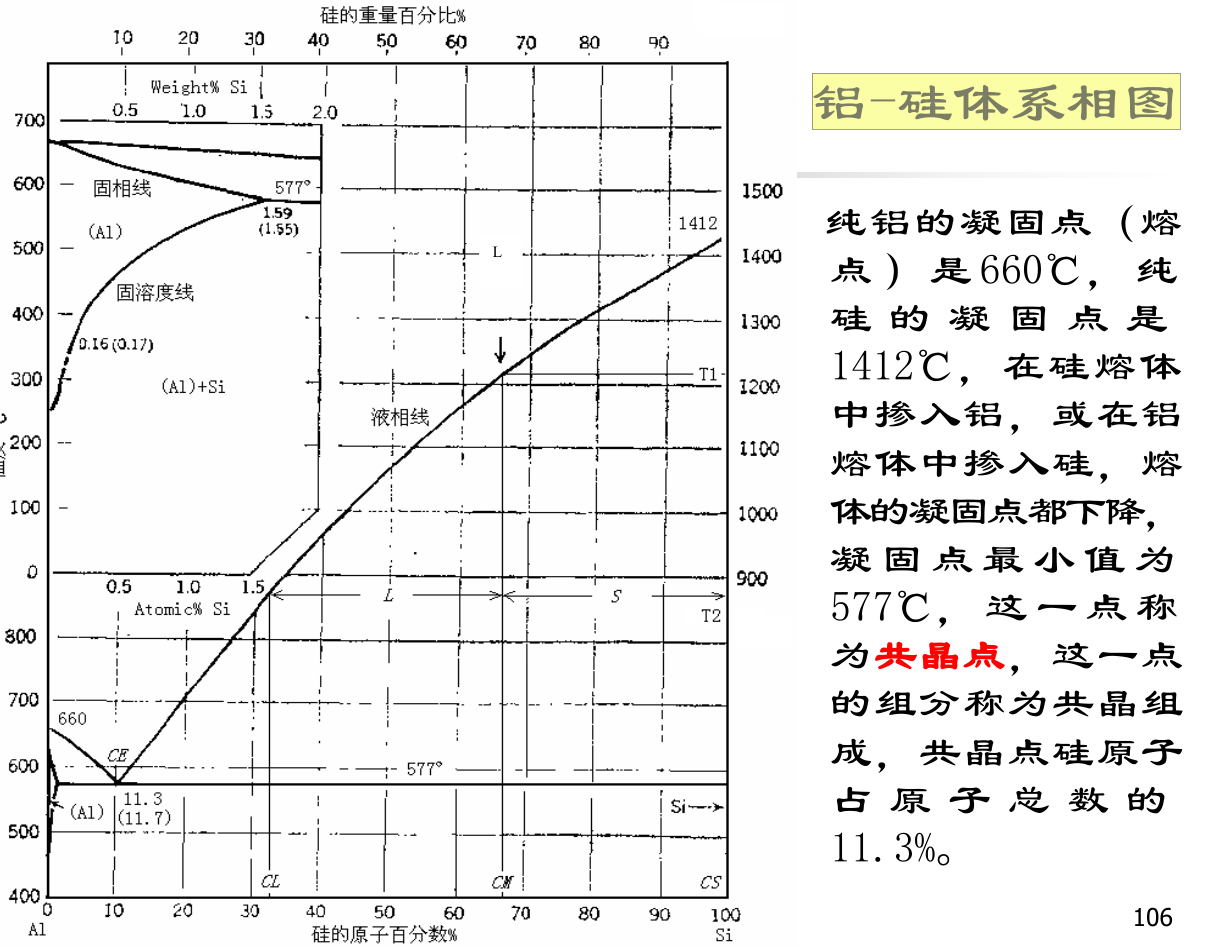 硅的重量百分比%
10 20 30 40 50 60 70 80 90
Weight% Si
0.5 1.0 1.5 2.0
700
600
500
400
300
200
100
0
固相线
577°
1.59
(1.65)
(Al)
固溶度线
0.16(0.17)
(Al)+Si
0.5 1.0 1.5
Atomic% Si
L
1412
液相线
T1
1500
1400
1300
1200
1100
1000
900
L S
T2
800
700
600
500
400
660
CE
577°
11.3
(11.7)
(Al)
Si
CL CM CS
0 10 20 30 40 50 60 70 80 90 100
Al 硅的原子百分数% Si
铝-硅体系相图
纯铝的凝固点（熔
点）是660℃，纯
硅的凝固点是
1412℃，在硅熔体
中掺入铝，或在铝
熔体中掺入硅，熔
体的凝固点都下降，
凝固点最小值为
577℃，这一点称
为共晶点，这一点
的组分称为共晶组
成，共晶点硅原子
占原子总数的
11.3%。
106